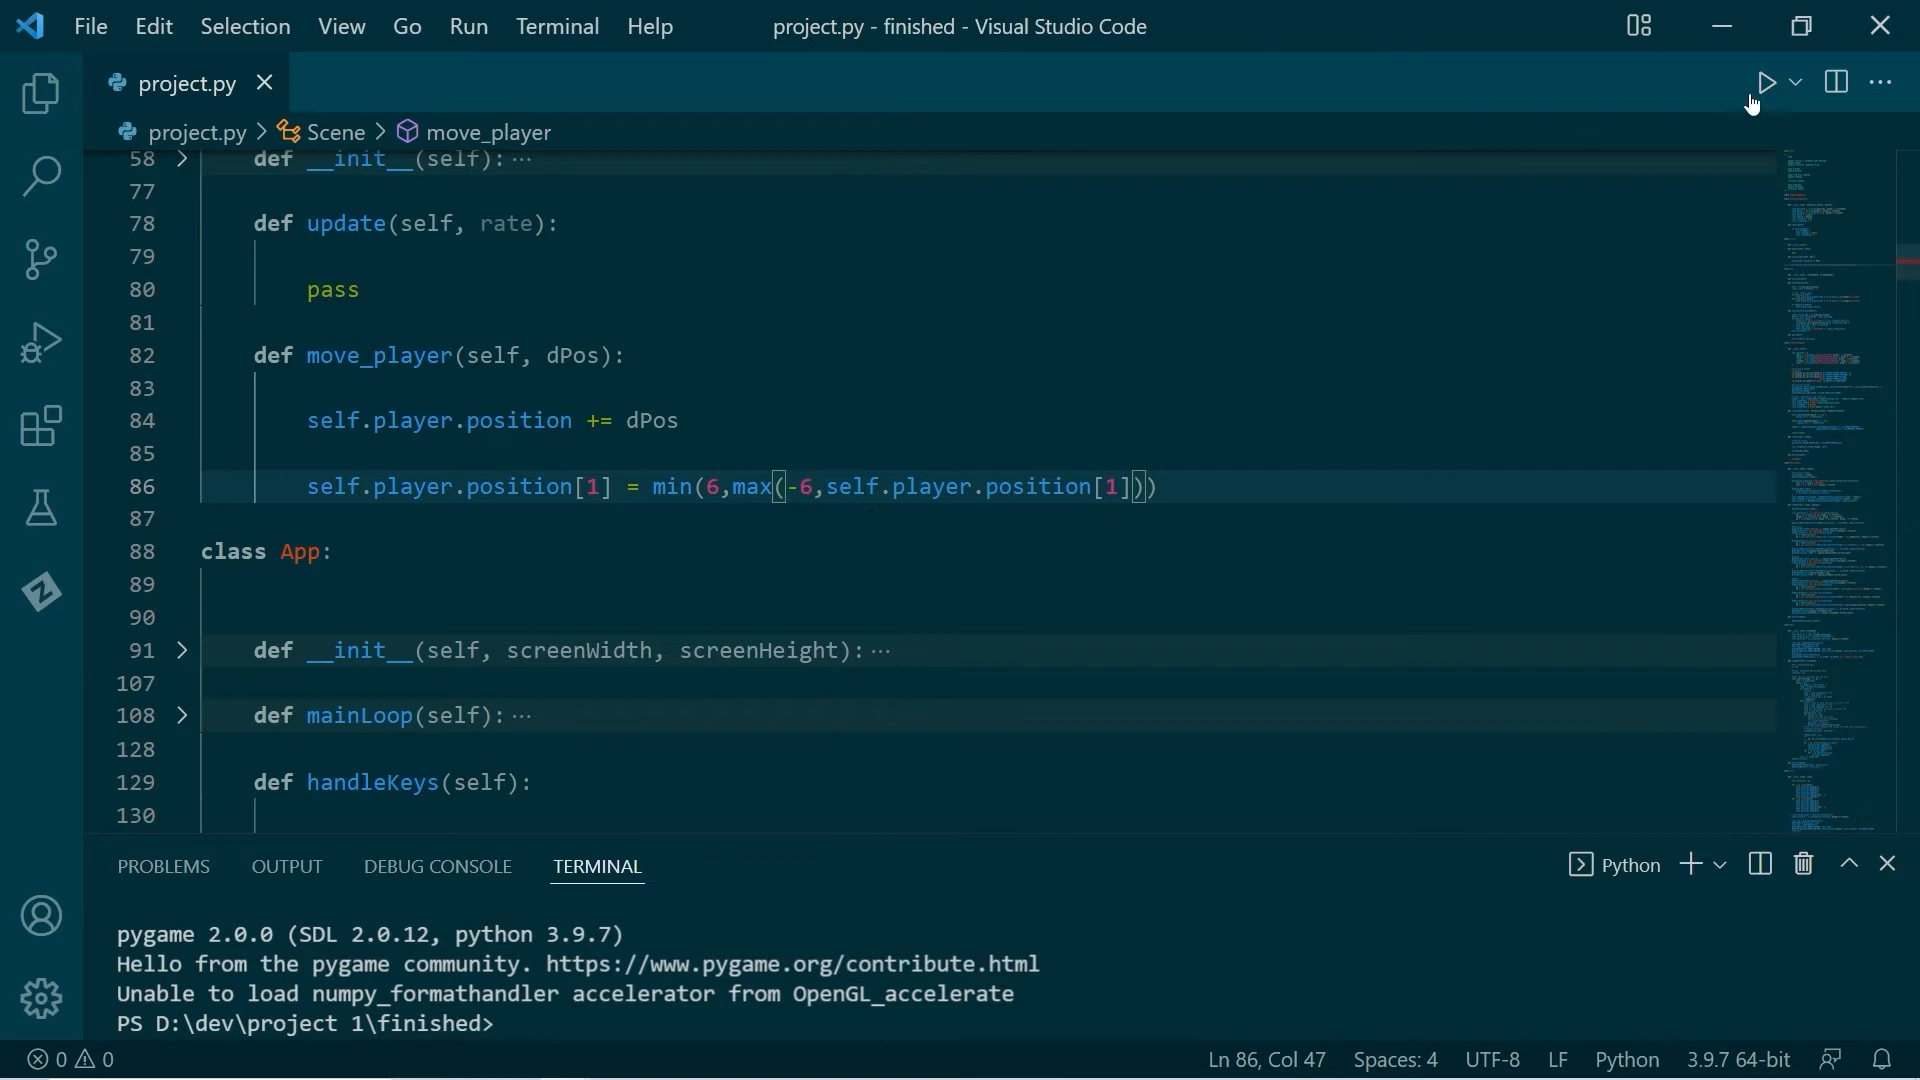 File Edit Selection View Go Run Terminal Help project.py - finished - Visual Studio Code
project.py
project.py > Scene > move_player
58 > def __init__(self):···
77
78 def update(self, rate):
79
80 pass
81
82 def move_player(self, dPos):
83
84 self.player.position += dPos
85
86 self.player.position[1] = min(6,max(-6,self.player.position[1]))
87
88 class App:
89
90
91 > def __init__(self, screenWidth, screenHeight):···
107
108 > def mainLoop(self):···
128
129 def handleKeys(self):
130
PROBLEMS OUTPUT DEBUG CONSOLE TERMINAL Python
pygame 2.0.0 (SDL 2.0.12, python 3.9.7)
Hello from the pygame community. https://www.pygame.org/contribute.html
Unable to load numpy_formathandler accelerator from OpenGL_accelerate
PS D:\dev\project 1\finished>
0 0 Ln 86, Col 47 Spaces: 4 UTF-8 LF Python 3.9.7 64-bit